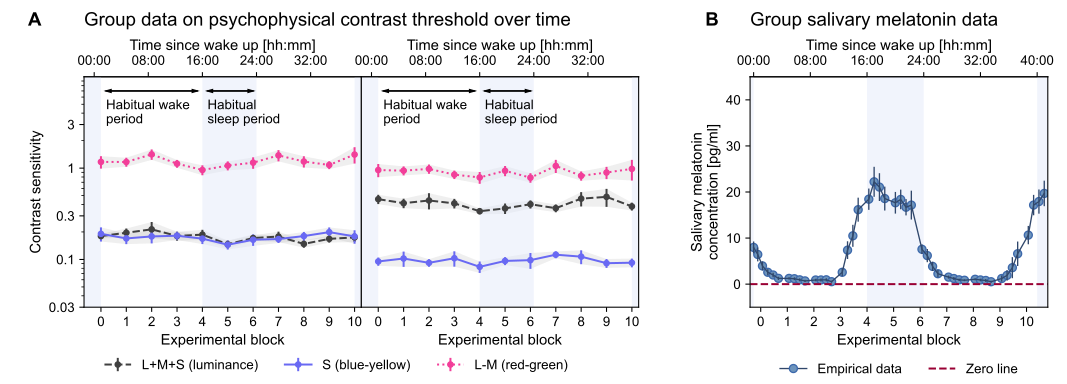 A Group data on psychophysical contrast threshold over time
Time since wake up [hh:mm]
00:00 08:00 16:00 24:00 32:00
Time since wake up [hh:mm]
00:00 08:00 16:00 24:00 32:00
Habitual wake
period
Habitual
sleep period
Habitual wake
period
Habitual
sleep period
Contrast sensitivity
3
1
0.3
0.1
0.03
0 1 2 3 4 5 6 7 8 9 10
0 1 2 3 4 5 6 7 8 9 10
Experimental block
Experimental block
L+M+S (luminance) S (blue-yellow) L-M (red-green)
B Group salivary melatonin data
Time since wake up [hh:mm]
00:00 08:00 16:00 24:00 32:00 40:00
Salivary melatonin
concentration [pg/ml]
40
30
20
10
0
0 1 2 3 4 5 6 7 8 9 10
Experimental block
Empirical data Zero line